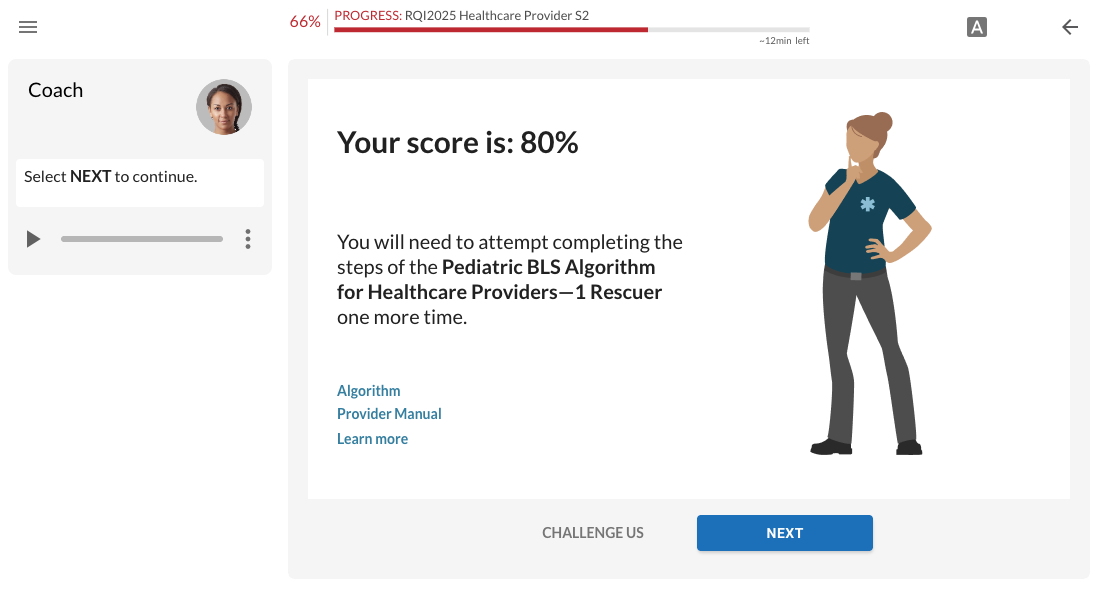 66%
PROGRESS: RQI2025 Healthcare Provider S2
~12min left
A
Coach
Select NEXT to continue.
Your score is: 80%
You will need to attempt completing the
steps of the Pediatric BLS Algorithm
for Healthcare Providers—1 Rescuer
one more time.
Algorithm
Provider Manual
Learn more
CHALLENGE US
NEXT